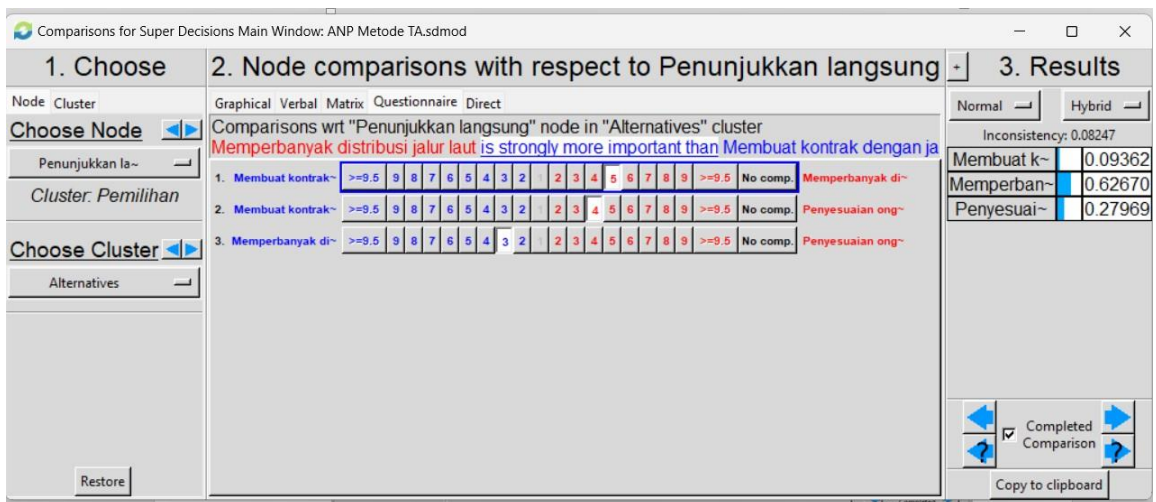 Comparisons for Super Decisions Main Window: ANP Metode TA.sdmod
1. Choose
Node Cluster
Choose Node
Penunjukkan la~
Cluster: Pemilihan
Choose Cluster
Alternatives
Restore
2. Node comparisons with respect to Penunjukkan langsung
Graphical Verbal Matrix Questionnaire Direct
Comparisons wrt "Penunjukkan langsung" node in "Alternatives" cluster
Memperbanyak distribusi jalur laut is strongly more important than Membuat kontrak dengan ja
1. Membuat kontrak~ >=9.5 9 8 7 6 5 4 3 2 1 2 3 4 5 6 7 8 9 >=9.5 No comp. Memperbanyak di~
2. Membuat kontrak~ >=9.5 9 8 7 6 5 4 3 2 1 2 3 4 5 6 7 8 9 >=9.5 No comp. Penyesuaian ong~
3. Memperbanyak di~ >=9.5 9 8 7 6 5 4 3 2 1 2 3 4 5 6 7 8 9 >=9.5 No comp. Penyesuaian ong~
+ 3. Results
Normal Hybrid
Inconsistency: 0.08247
Membuat k~ 0.09362
Memperban~ 0.62670
Penyesuai~ 0.27969
Completed
Comparison
? ?
Copy to clipboard